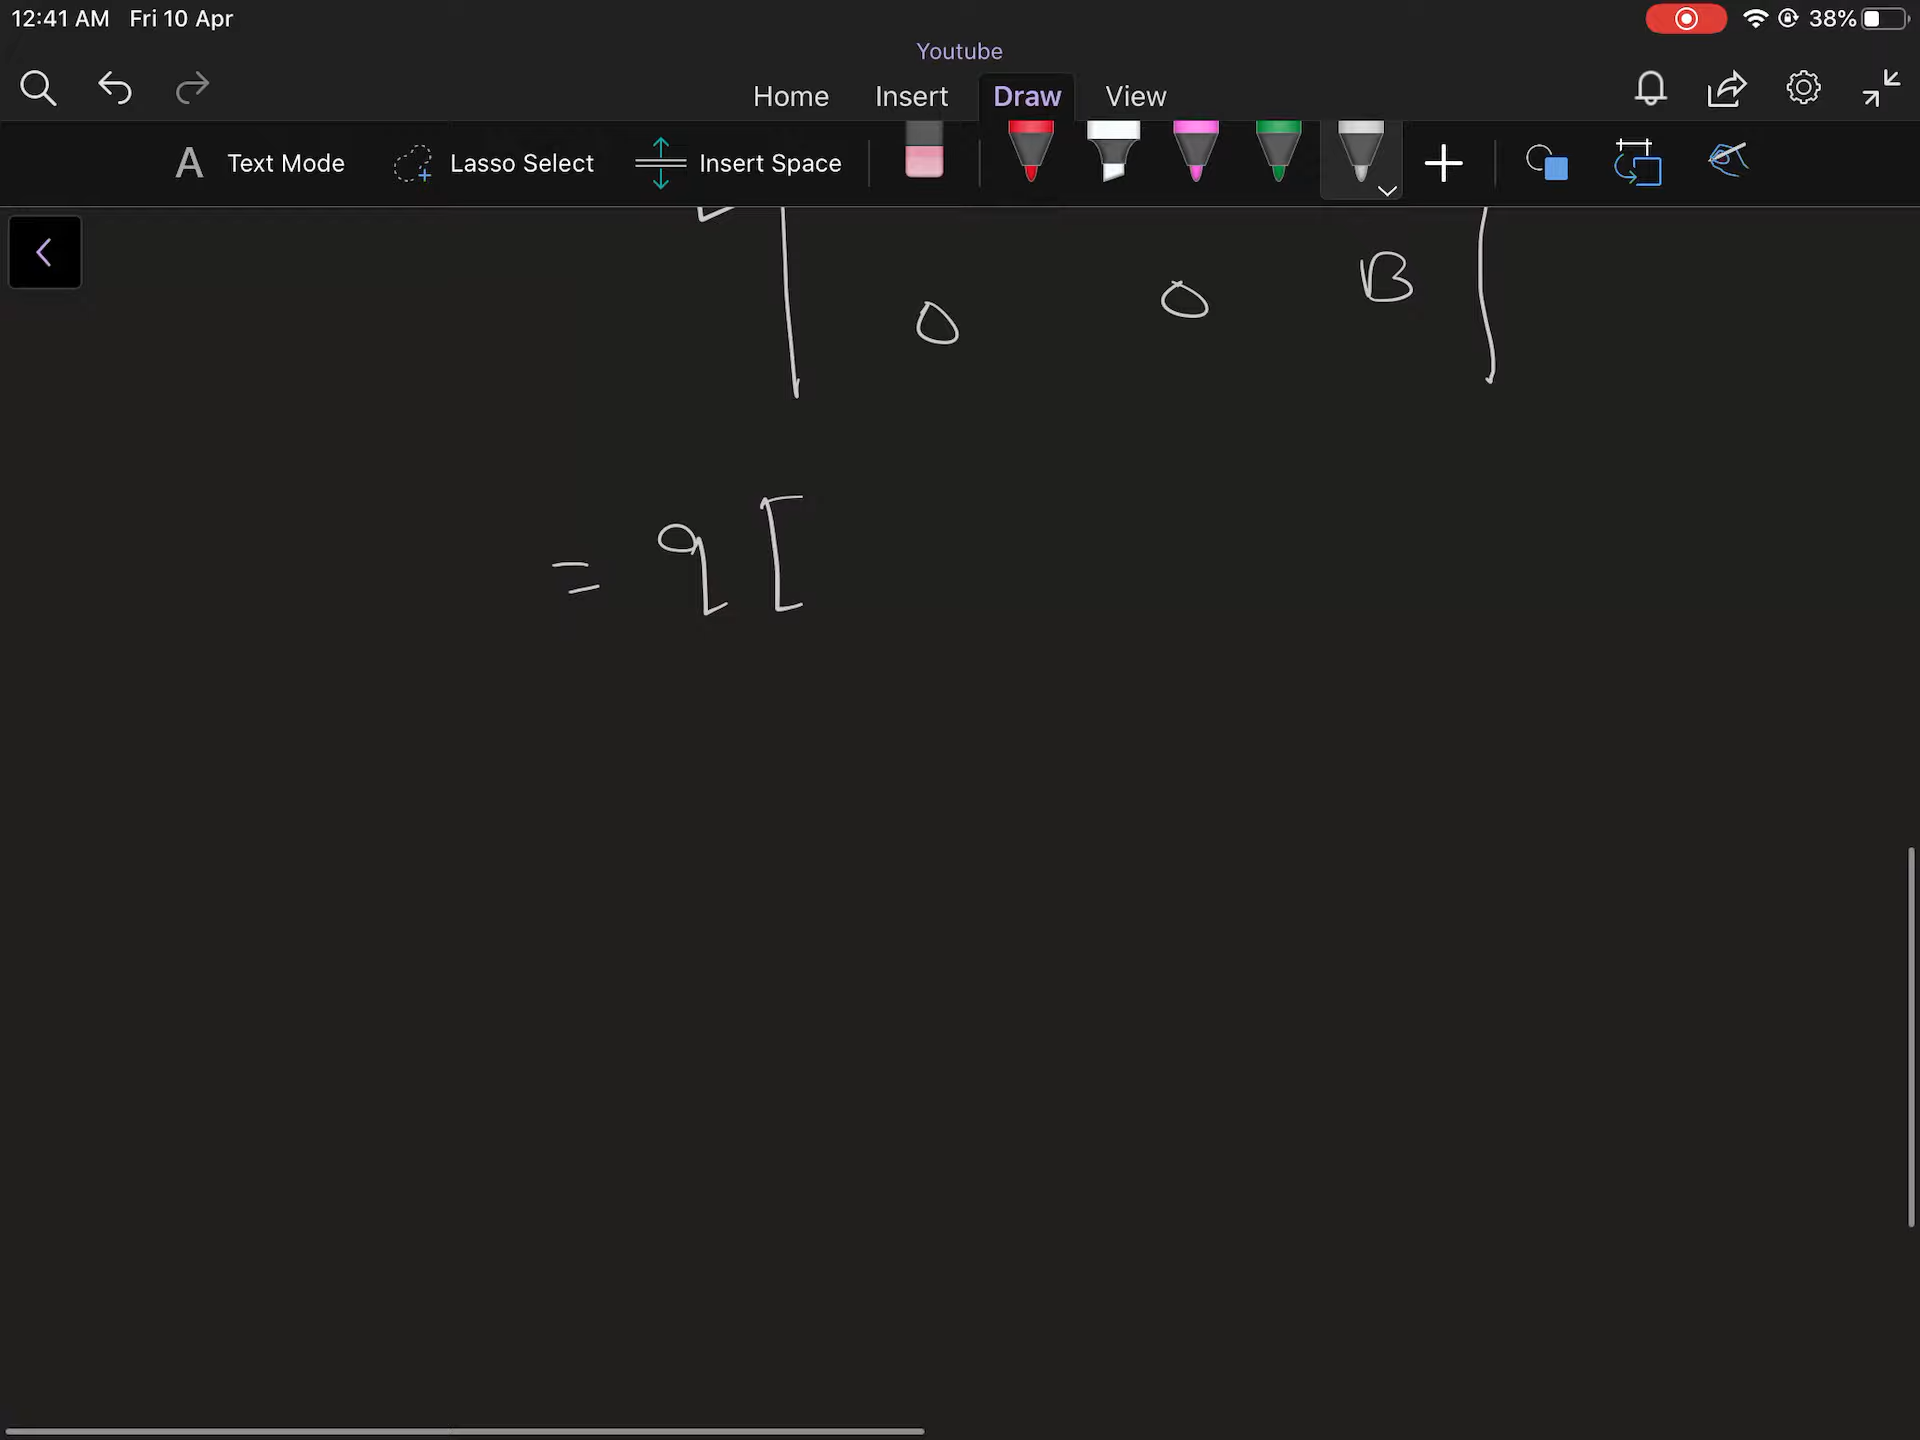 12:41 AM Fri 10 Apr 38%
Youtube
Home Insert Draw View
A Text Mode Lasso Select Insert Space
0 0 B
= q [